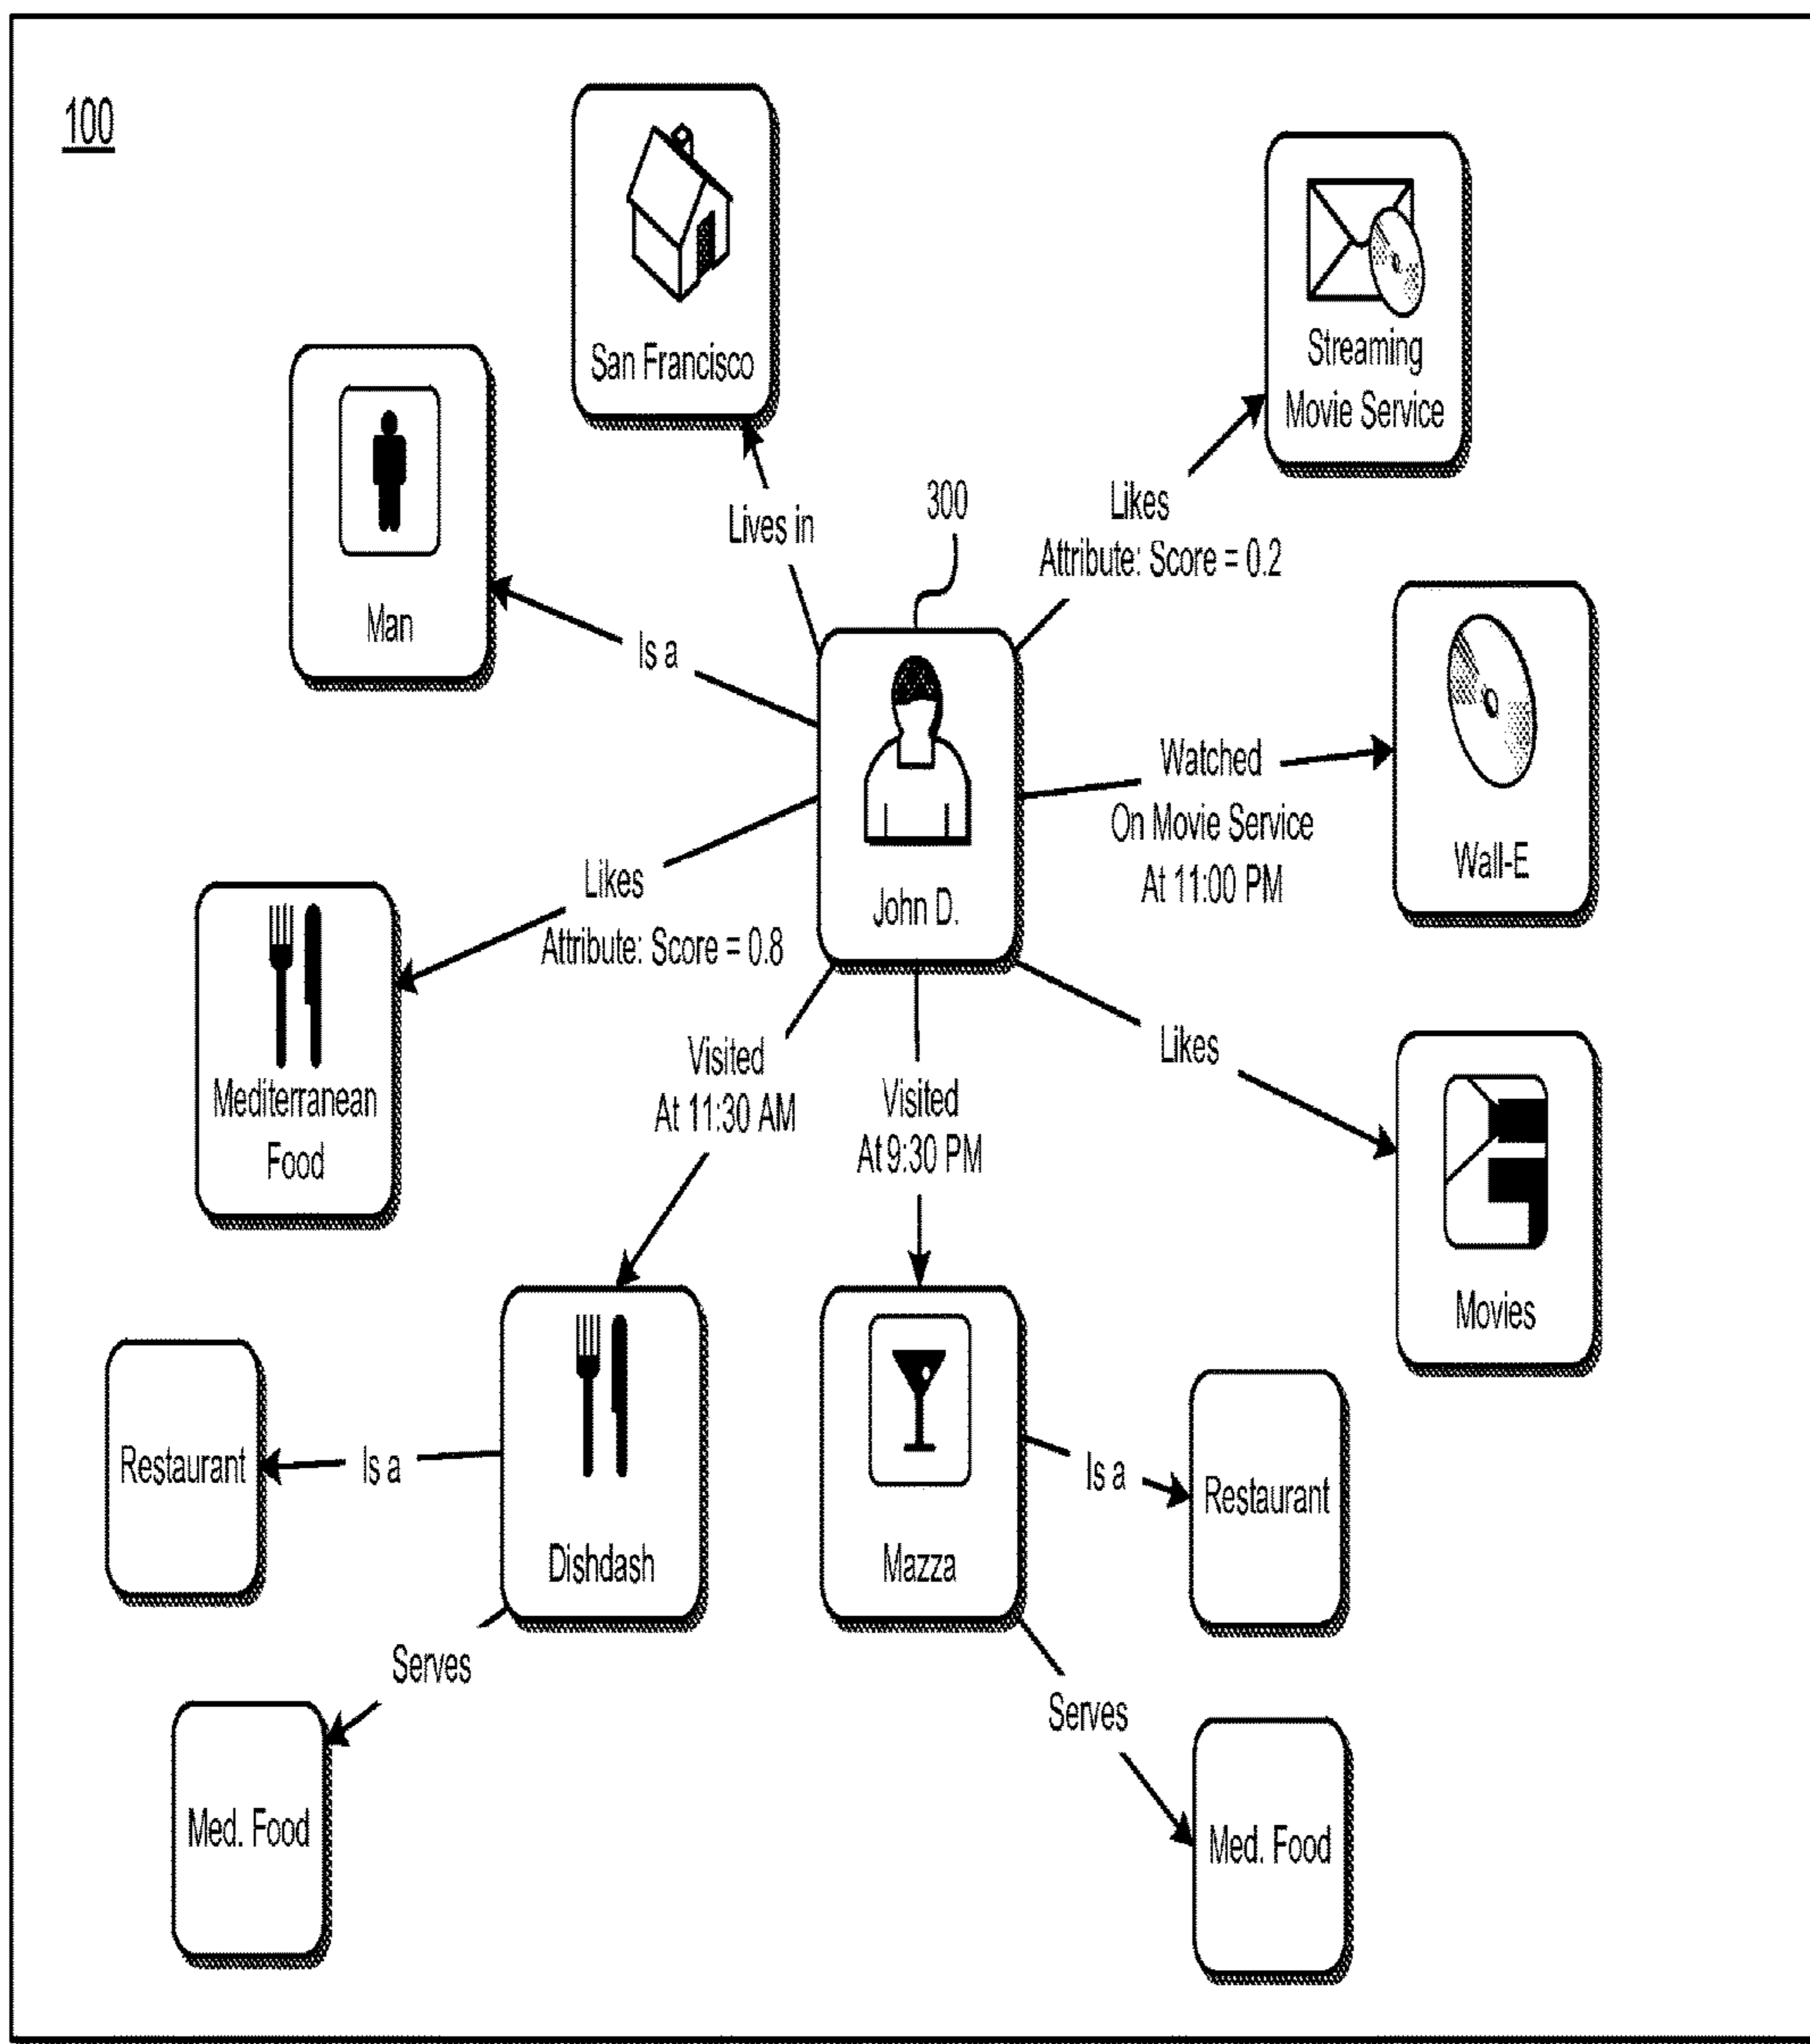 100
San Francisco
Streaming
Movie Service
Man
Lives in
300
Likes
Attribute: Score = 0.2
Is a
John D.
Watched
On Movie Service
At 11:00 PM
Wall-E
Likes
Attribute: Score = 0.8
Mediterranean
Food
Visited
At 11:30 AM
Visited
At 9:30 PM
Likes
Movies
Restaurant
Is a
Dishdash
Mazza
Is a
Restaurant
Serves
Med. Food
Serves
Med. Food